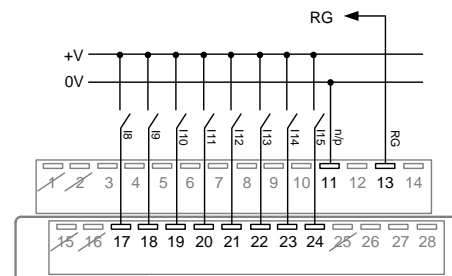 RG
+V
0V
I8 I9 I10 I11 I12 I13 I14 I15 n/p RG
1 2 3 4 5 6 7 8 9 10 11 12 13 14
15 16 17 18 19 20 21 22 23 24 25 26 27 28